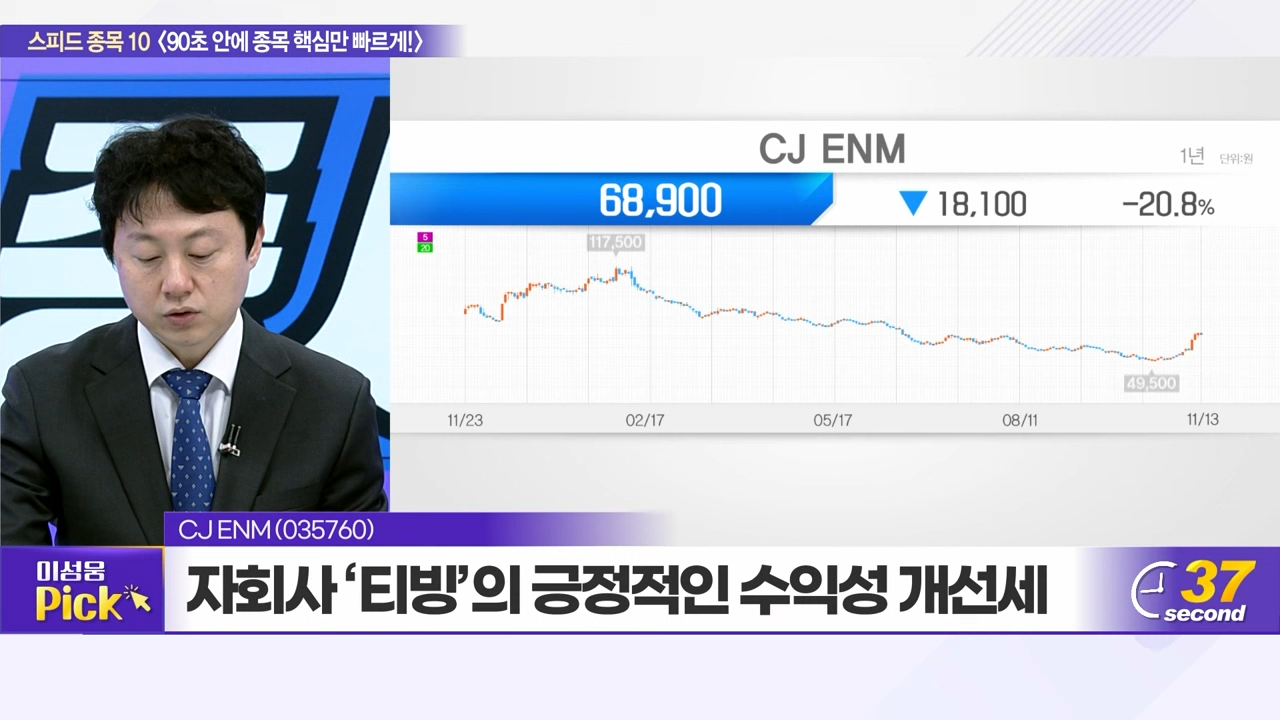 스피드 종목 10 〈90초 안에 종목 핵심만 빠르게!〉
CJ ENM
1년 단위:원
68,900 ▼ 18,100 -20.8%
5
20
117,500
49,500
11/23 02/17 05/17 08/11 11/13
CJ ENM (035760)
이성웅
Pick
자회사 ‘티빙’의 긍정적인 수익성 개선세
37
second